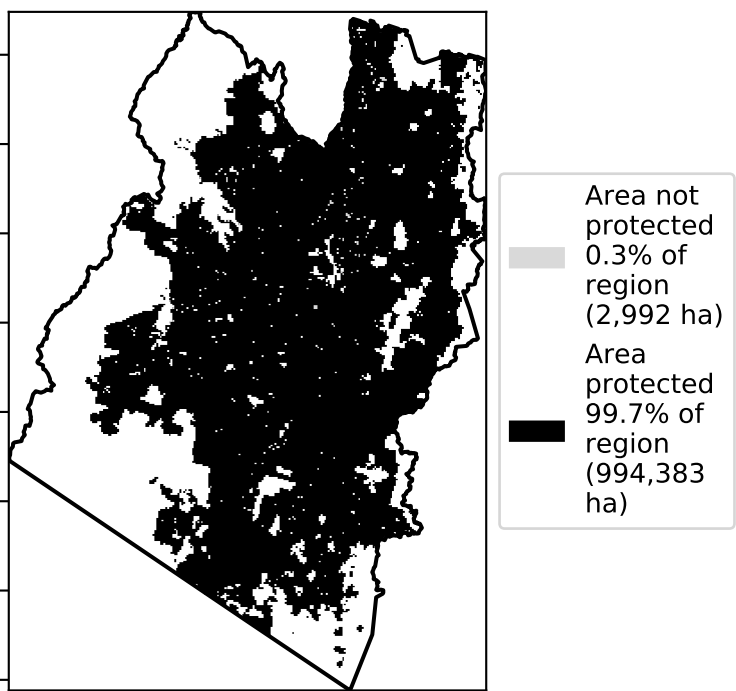 Area not
protected
0.3% of
region
(2,992 ha)
Area
protected
99.7% of
region
(994,383
ha)